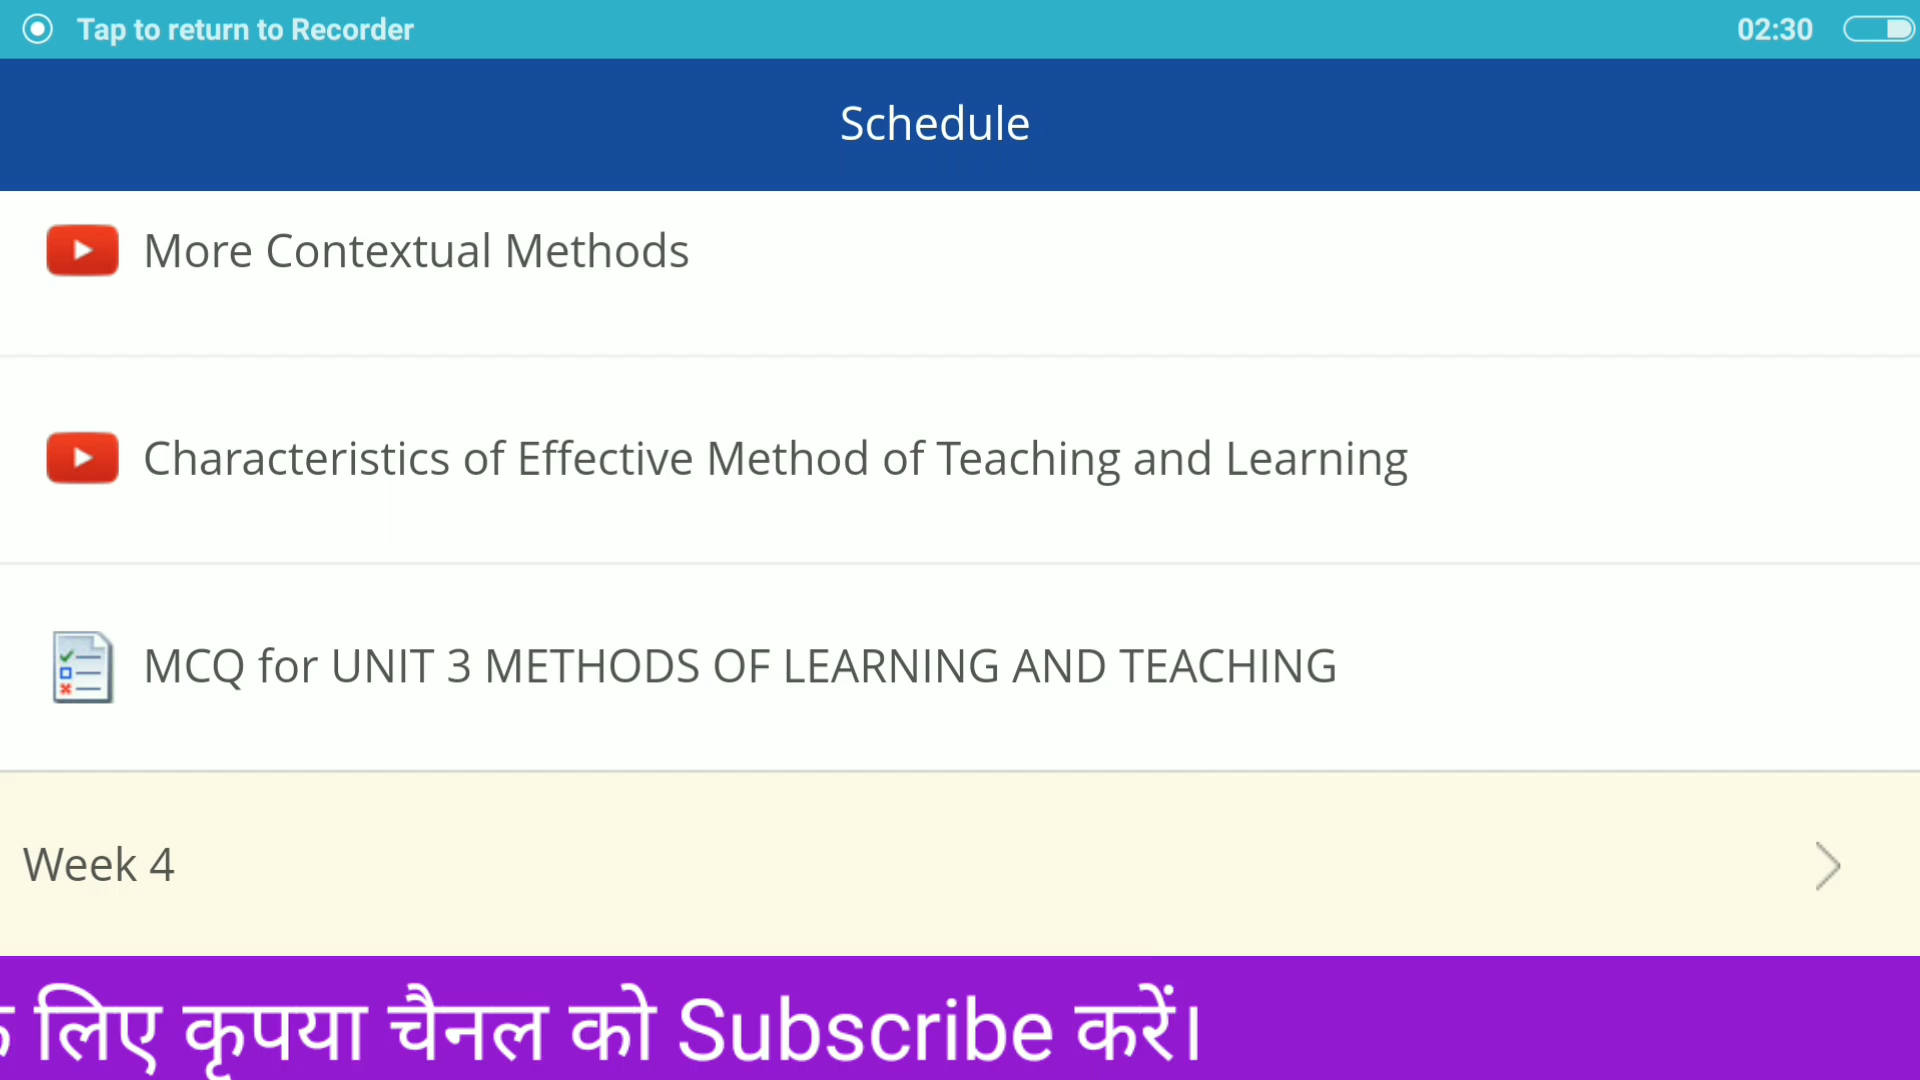 Tap to return to Recorder 02:30
Schedule
More Contextual Methods
Characteristics of Effective Method of Teaching and Learning
MCQ for UNIT 3 METHODS OF LEARNING AND TEACHING
Week 4
लिए कृपया चैनल को Subscribe करें।